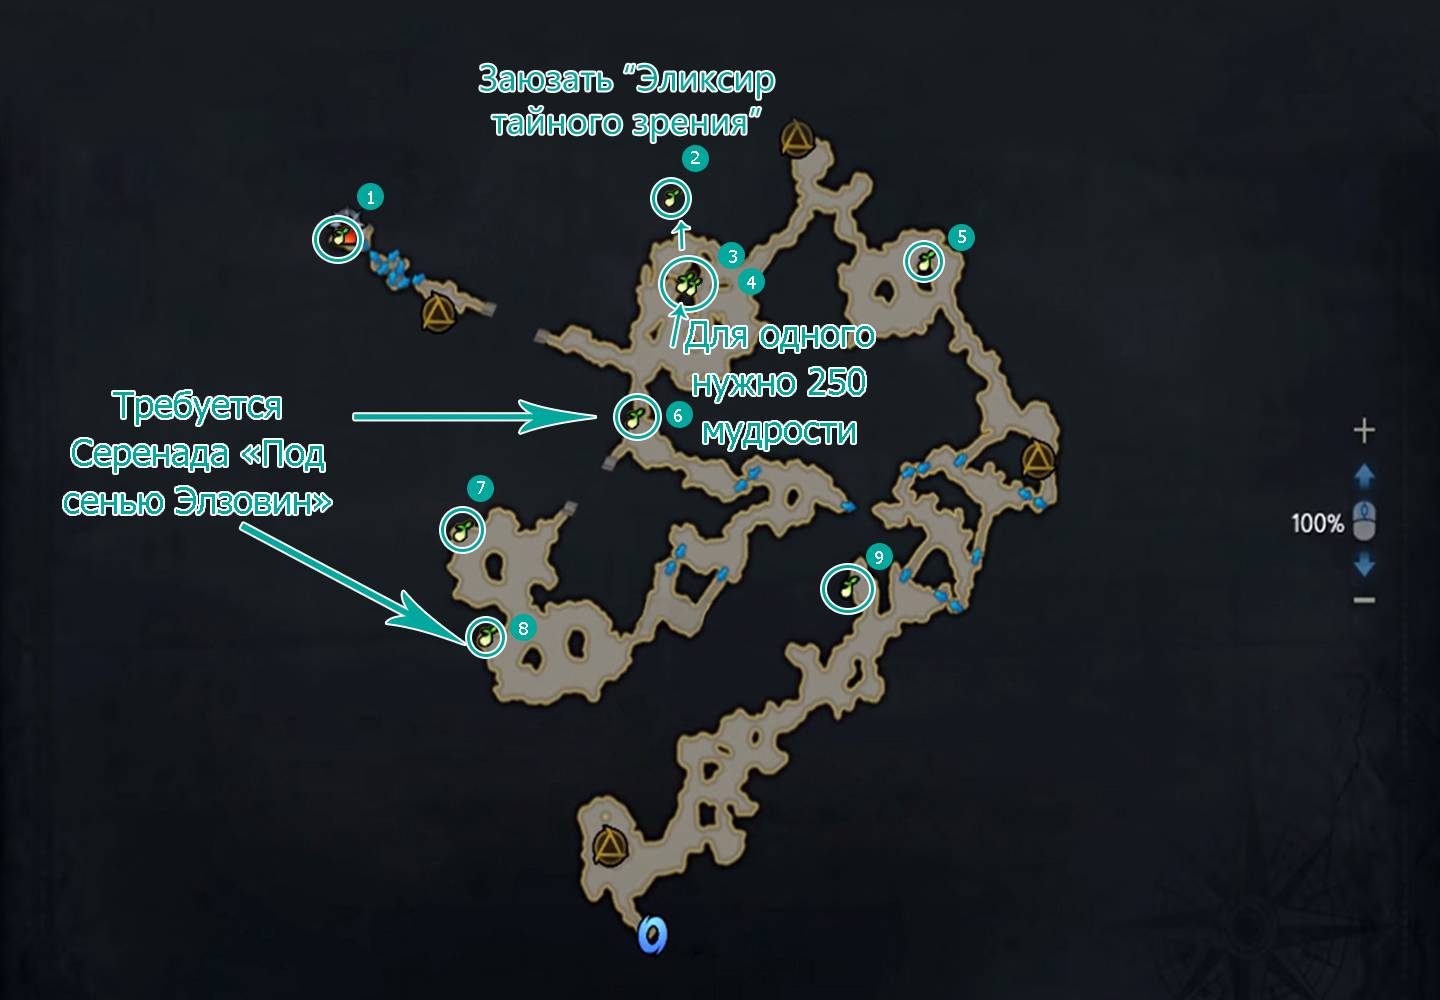 Заюзать "Эликсир
тайного зрения"
2
1
5
3
4
Для одного
нужно 250
мудрости
Требуется
Серенада «Под
сенью Элзовин»
6
7
100%
9
8